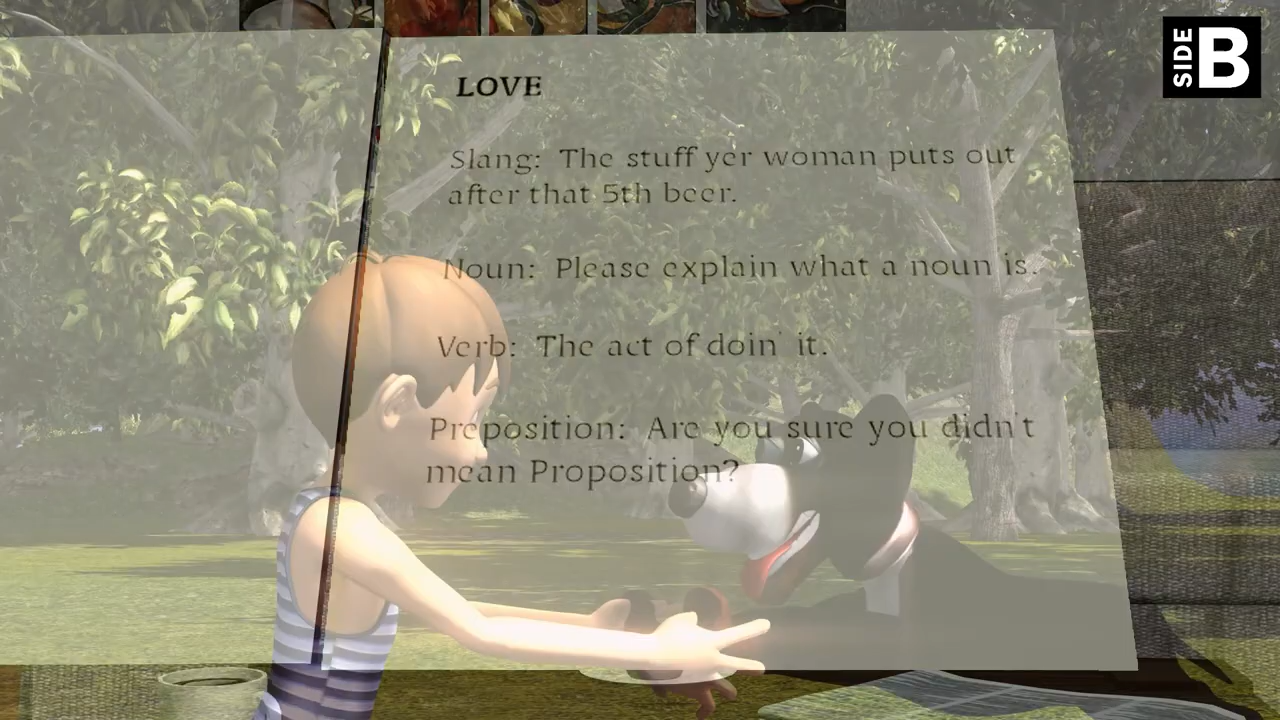 SIDE B
LOVE
Slang: The stuff yer woman puts out
after that 5th beer.
Noun: Please explain what a noun is.
Verb: The act of doin' it.
Preposition: Are you sure you didn't
mean Proposition?